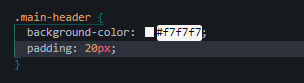 .main-header {
background-color: #f7f7f7;
padding: 20px;
}